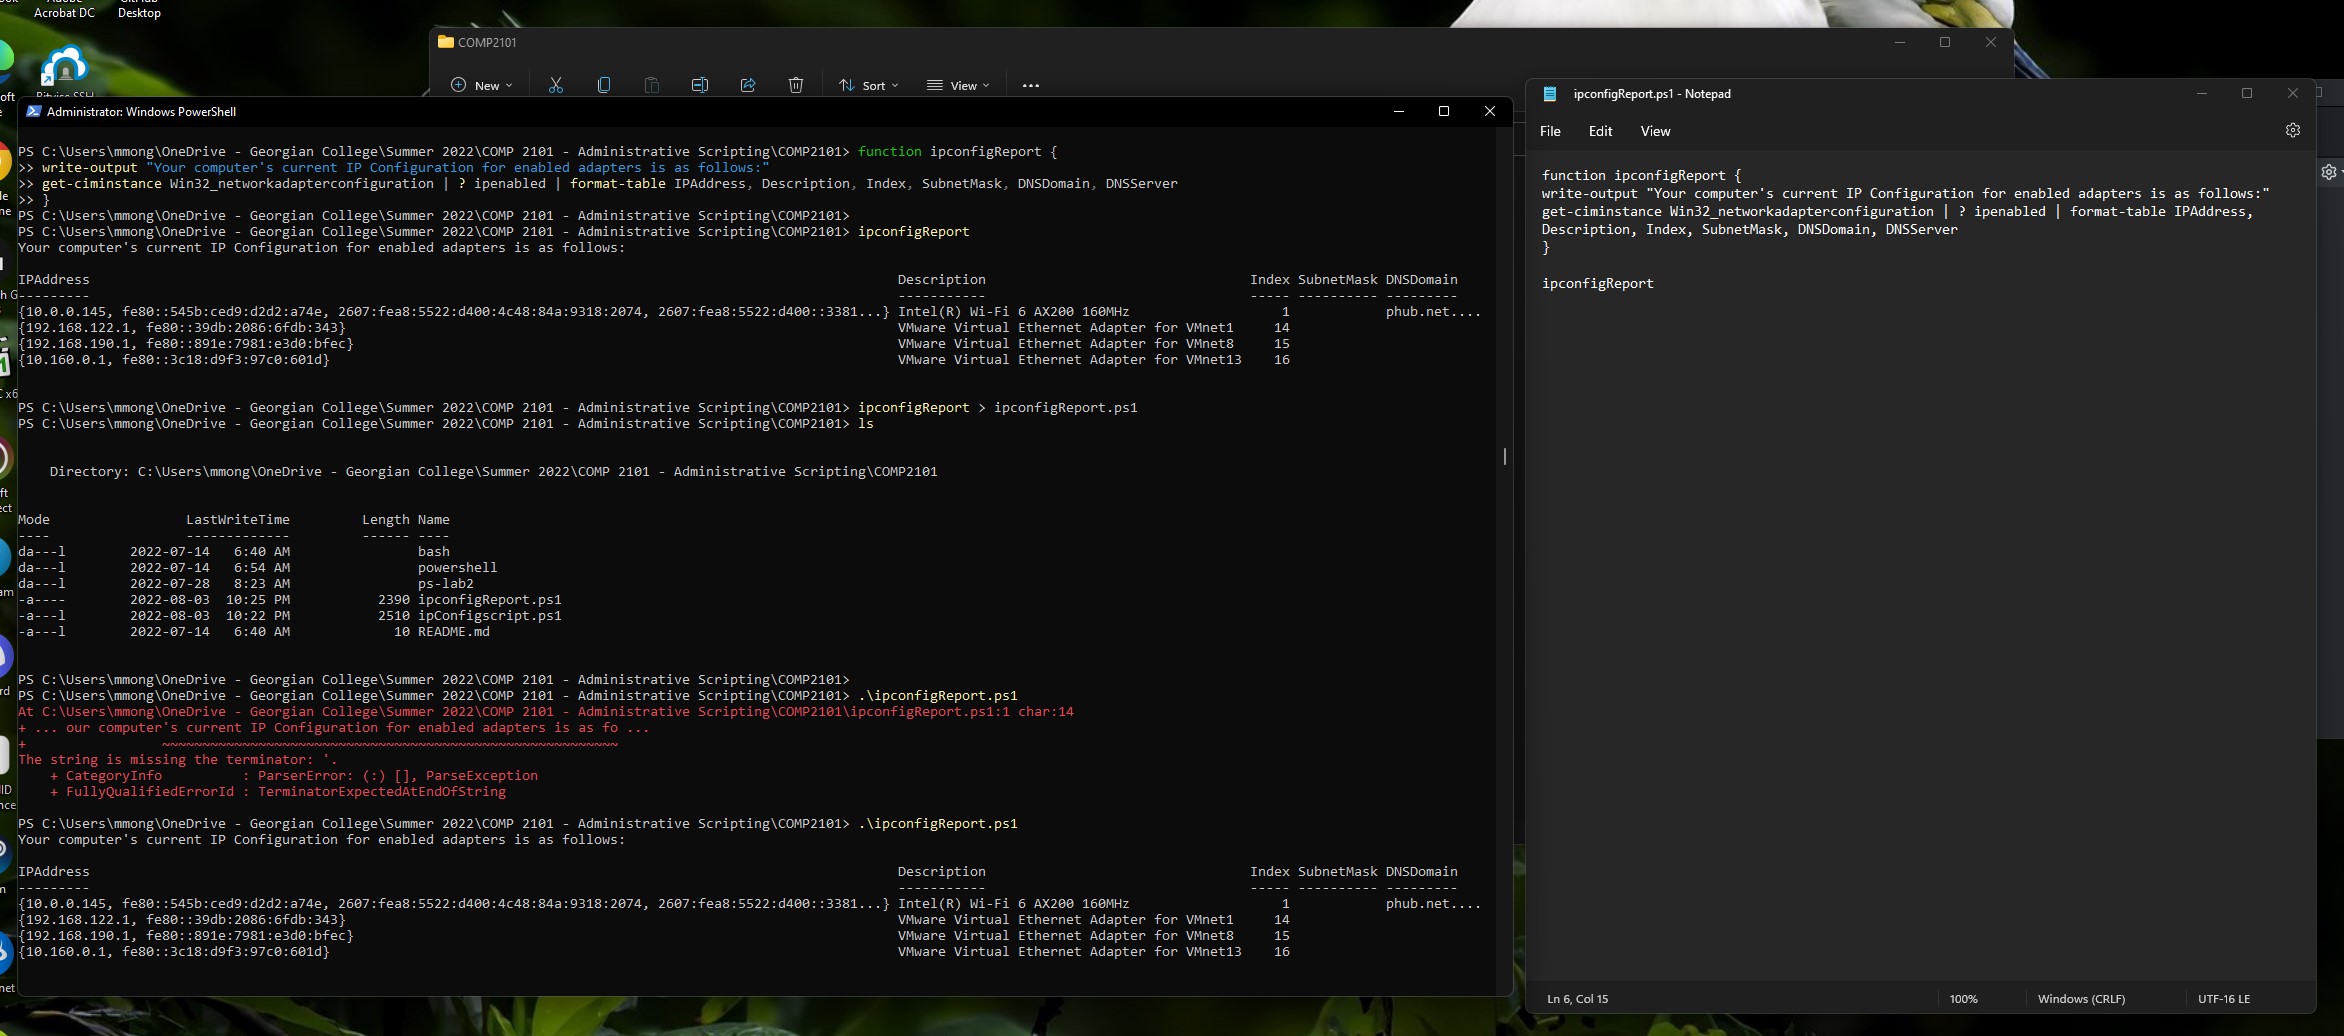 Adobe
Acrobat DC
GitHub
Desktop
COMP2101
New
Sort
View
Administrator: Windows PowerShell
PS C:\Users\mmong\OneDrive - Georgian College\Summer 2022\COMP 2101 - Administrative Scripting\COMP2101> function ipconfigReport {
>> write-output "Your computer's current IP Configuration for enabled adapters is as follows:"
>> get-ciminstance Win32_networkadapterconfiguration | ? ipenabled | format-table IPAddress, Description, Index, SubnetMask, DNSDomain, DNSServer
>> }
PS C:\Users\mmong\OneDrive - Georgian College\Summer 2022\COMP 2101 - Administrative Scripting\COMP2101>
PS C:\Users\mmong\OneDrive - Georgian College\Summer 2022\COMP 2101 - Administrative Scripting\COMP2101> ipconfigReport
Your computer's current IP Configuration for enabled adapters is as follows:
IPAddress Description Index SubnetMask DNSDomain
--------- ----------- ----- ---------- ---------
{10.0.0.145, fe80::545b:ced9:d2d2:a74e, 2607:fea8:5522:d400:4c48:84a:9318:2074, 2607:fea8:5522:d400::3381...} Intel(R) Wi-Fi 6 AX200 160MHz 1 phub.net....
{192.168.122.1, fe80::39db:2086:6fdb:343} VMware Virtual Ethernet Adapter for VMnet1 14
{192.168.190.1, fe80::891e:7981:e3d0:bfec} VMware Virtual Ethernet Adapter for VMnet8 15
{10.160.0.1, fe80::3c18:d9f3:97c0:601d} VMware Virtual Ethernet Adapter for VMnet13 16
PS C:\Users\mmong\OneDrive - Georgian College\Summer 2022\COMP 2101 - Administrative Scripting\COMP2101> ipconfigReport > ipconfigReport.ps1
PS C:\Users\mmong\OneDrive - Georgian College\Summer 2022\COMP 2101 - Administrative Scripting\COMP2101> ls
Directory: C:\Users\mmong\OneDrive - Georgian College\Summer 2022\COMP 2101 - Administrative Scripting\COMP2101
Mode LastWriteTime Length Name
---- ------------- ------ ----
da---l 2022-07-14 6:40 AM bash
da---l 2022-07-14 6:54 AM powershell
da---l 2022-07-28 8:23 AM ps-lab2
-a---- 2022-08-03 10:25 PM 2390 ipconfigReport.ps1
-a---l 2022-08-03 10:22 PM 2510 ipConfigscript.ps1
-a---l 2022-07-14 6:40 AM 10 README.md
PS C:\Users\mmong\OneDrive - Georgian College\Summer 2022\COMP 2101 - Administrative Scripting\COMP2101>
PS C:\Users\mmong\OneDrive - Georgian College\Summer 2022\COMP 2101 - Administrative Scripting\COMP2101> .\ipconfigReport.ps1
At C:\Users\mmong\OneDrive - Georgian College\Summer 2022\COMP 2101 - Administrative Scripting\COMP2101\ipconfigReport.ps1:1 char:14
+ ... our computer's current IP Configuration for enabled adapters is as fo ...
+ ~~~~~~~~~~~~~~~~~~~~~~~~~~~~~~~~~~~~~~~~~~~~~~~~~~~~~~~~~
The string is missing the terminator: '.
+ CategoryInfo : ParserError: (:) [], ParseException
+ FullyQualifiedErrorId : TerminatorExpectedAtEndOfString
PS C:\Users\mmong\OneDrive - Georgian College\Summer 2022\COMP 2101 - Administrative Scripting\COMP2101> .\ipconfigReport.ps1
Your computer's current IP Configuration for enabled adapters is as follows:
IPAddress Description Index SubnetMask DNSDomain
--------- ----------- ----- ---------- ---------
{10.0.0.145, fe80::545b:ced9:d2d2:a74e, 2607:fea8:5522:d400:4c48:84a:9318:2074, 2607:fea8:5522:d400::3381...} Intel(R) Wi-Fi 6 AX200 160MHz 1 phub.net....
{192.168.122.1, fe80::39db:2086:6fdb:343} VMware Virtual Ethernet Adapter for VMnet1 14
{192.168.190.1, fe80::891e:7981:e3d0:bfec} VMware Virtual Ethernet Adapter for VMnet8 15
{10.160.0.1, fe80::3c18:d9f3:97c0:601d} VMware Virtual Ethernet Adapter for VMnet13 16
ipconfigReport.ps1 - Notepad
File Edit View
function ipconfigReport {
write-output "Your computer's current IP Configuration for enabled adapters is as follows:"
get-ciminstance Win32_networkadapterconfiguration | ? ipenabled | format-table IPAddress,
Description, Index, SubnetMask, DNSDomain, DNSServer
}
ipconfigReport
Ln 6, Col 15 100% Windows (CRLF) UTF-16 LE